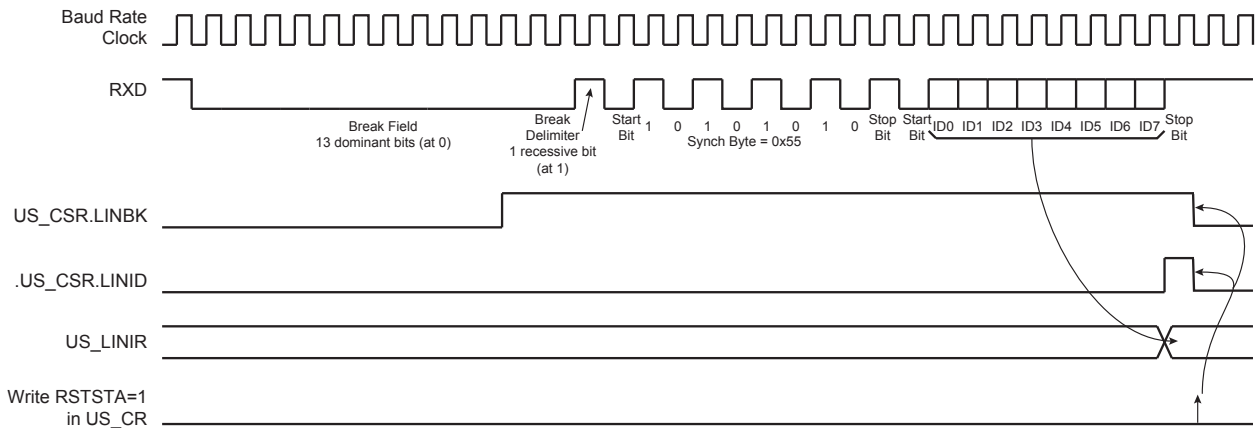 Baud Rate
Clock
RXD
Break Field
13 dominant bits (at 0)
Break
Delimiter
1 recessive bit
(at 1)
Start
Bit
1 0 1 0 1 0 1 0
Synch Byte = 0x55
Stop
Bit
Start
Bit
ID0 ID1 ID2 ID3 ID4 ID5 ID6 ID7
Stop
Bit
US_CSR.LINBK
.US_CSR.LINID
US_LINIR
Write RSTSTA=1
in US_CR